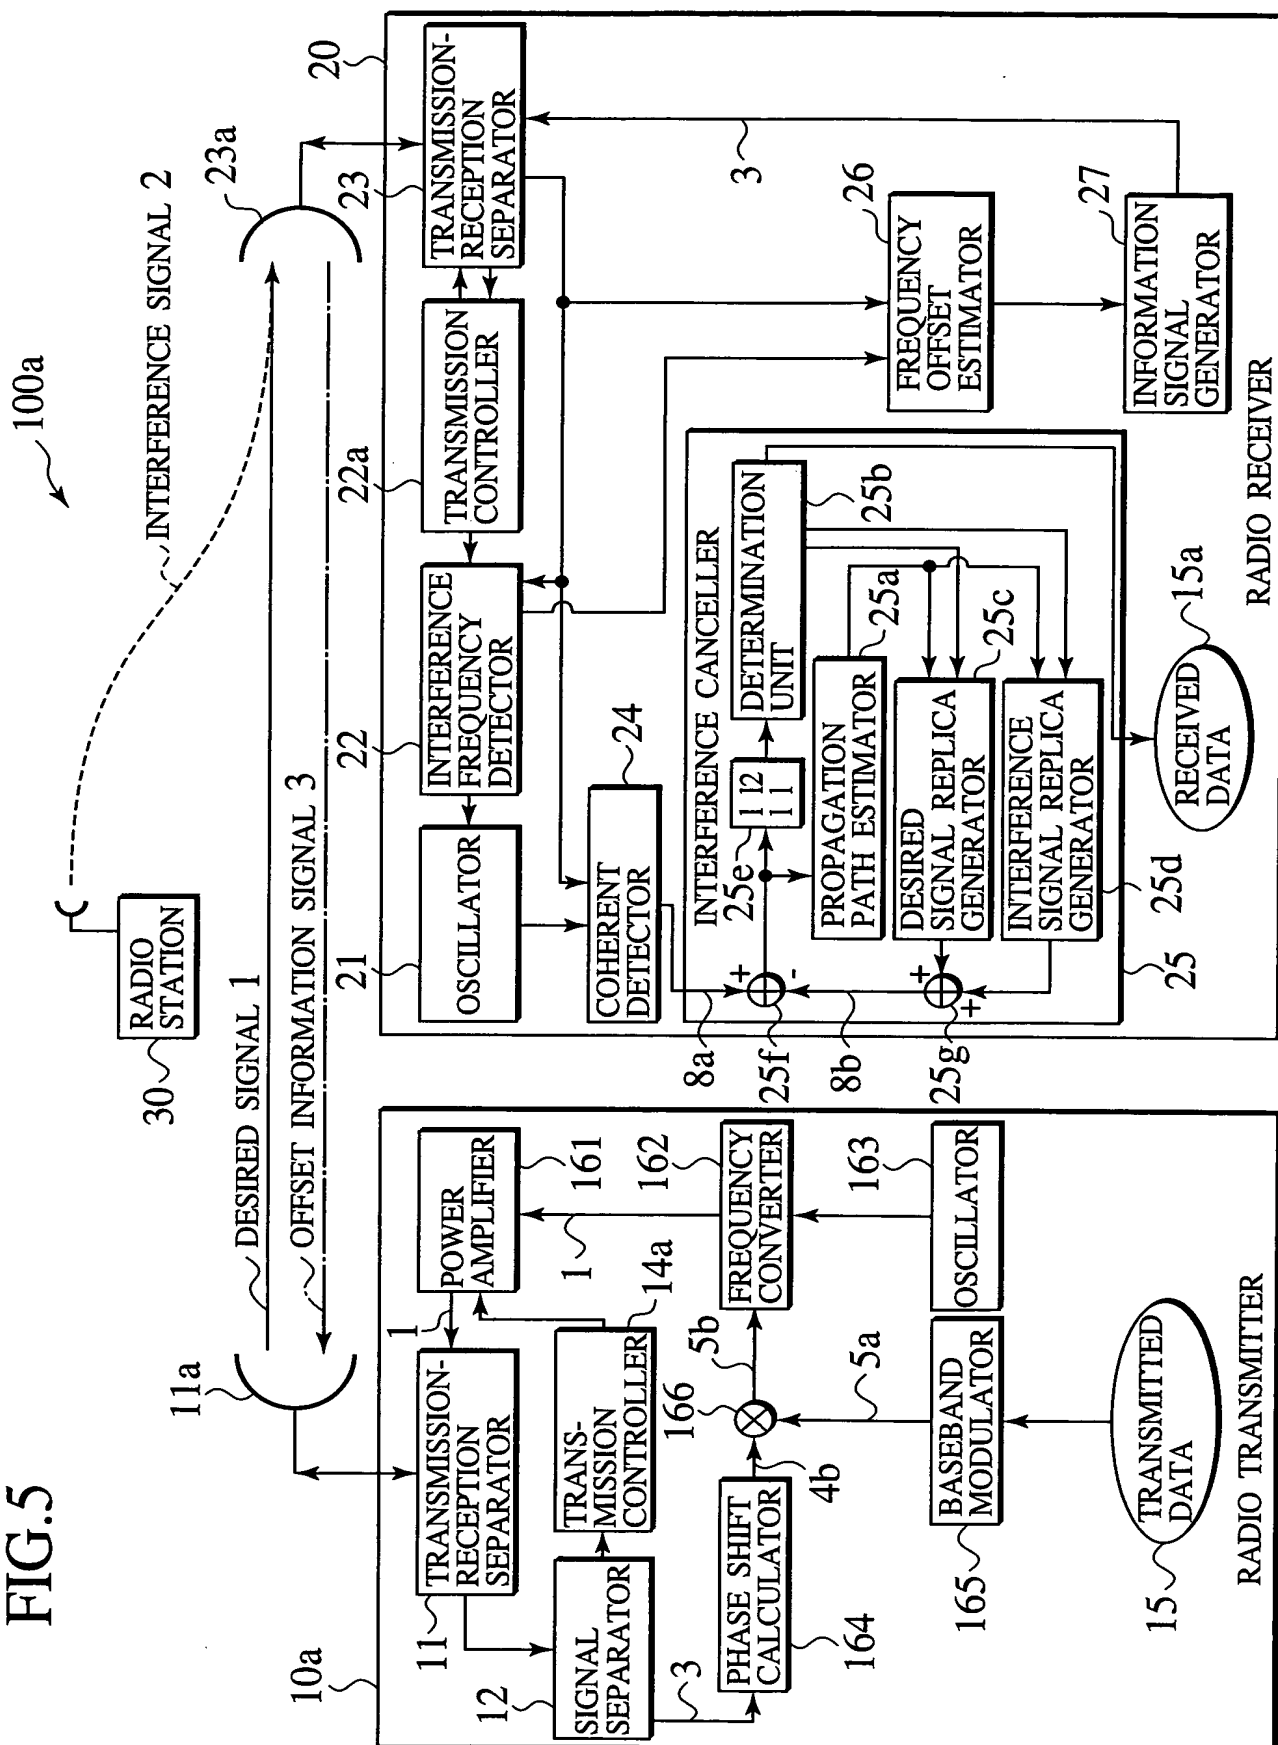 FIG.5
100a
INTERFERENCE SIGNAL 2
RADIO
STATION
30
DESIRED SIGNAL 1
OFFSET INFORMATION SIGNAL 3
11a
23a
10a
TRANSMISSION-
RECEPTION
SEPARATOR
11
1
POWER
AMPLIFIER
161
SIGNAL
SEPARATOR
12
TRANS-
MISSION
CONTROLLER
14a
1
3
PHASE SHIFT
CALCULATOR
164
4b
166
5b
FREQUENCY
CONVERTER
162
5a
BASEBAND
MODULATOR
165
OSCILLATOR
163
TRANSMITTED
DATA
15
RADIO TRANSMITTER
20
OSCILLATOR
21
INTERFERENCE
FREQUENCY
DETECTOR
22
TRANSMISSION
CONTROLLER
22a
TRANSMISSION-
RECEPTION
SEPARATOR
23
COHERENT
DETECTOR
24
8a
INTERFERENCE CANCELLER
+
-
25f
25e
1 12
11
DETERMINATION
UNIT
25b
PROPAGATION
PATH ESTIMATOR
25a
8b
+
+
25g
DESIRED
SIGNAL REPLICA
GENERATOR
25c
INTERFERENCE
SIGNAL REPLICA
GENERATOR
25d
25
FREQUENCY
OFFSET
ESTIMATOR
26
3
INFORMATION
SIGNAL
GENERATOR
27
RECEIVED
DATA
15a
RADIO RECEIVER